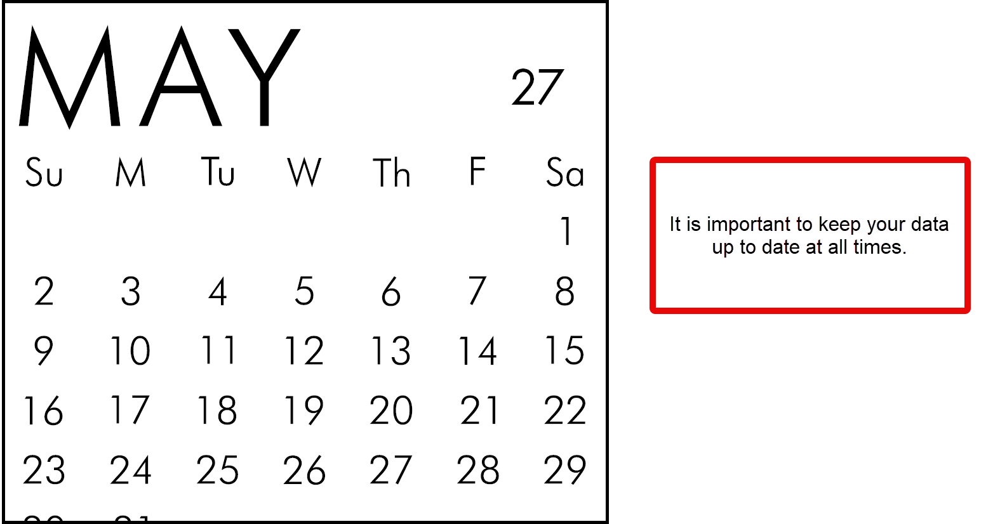 MAY 27
Su M Tu W Th F Sa
1
2 3 4 5 6 7 8
9 10 11 12 13 14 15
16 17 18 19 20 21 22
23 24 25 26 27 28 29
30 31
It is important to keep your data
up to date at all times.